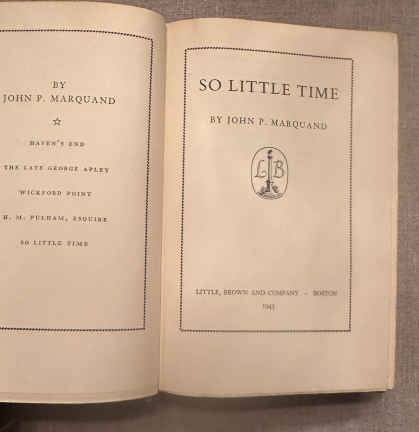 BY
JOHN P. MARQUAND
☆
HAVEN'S END
THE LATE GEORGE APLEY
WICKFORD POINT
H. M. PULHAM, ESQUIRE
SO LITTLE TIME
SO LITTLE TIME
BY JOHN P. MARQUAND
L B
LITTLE, BROWN AND COMPANY · BOSTON
1943